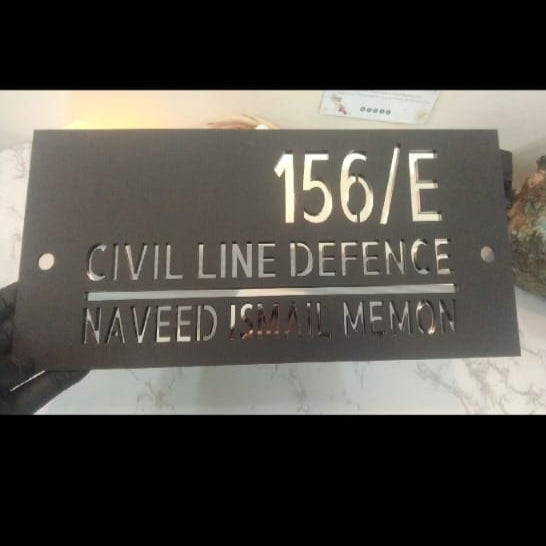 156/E
CIVIL LINE DEFENCE
NAVEED ISMAIL MEMON